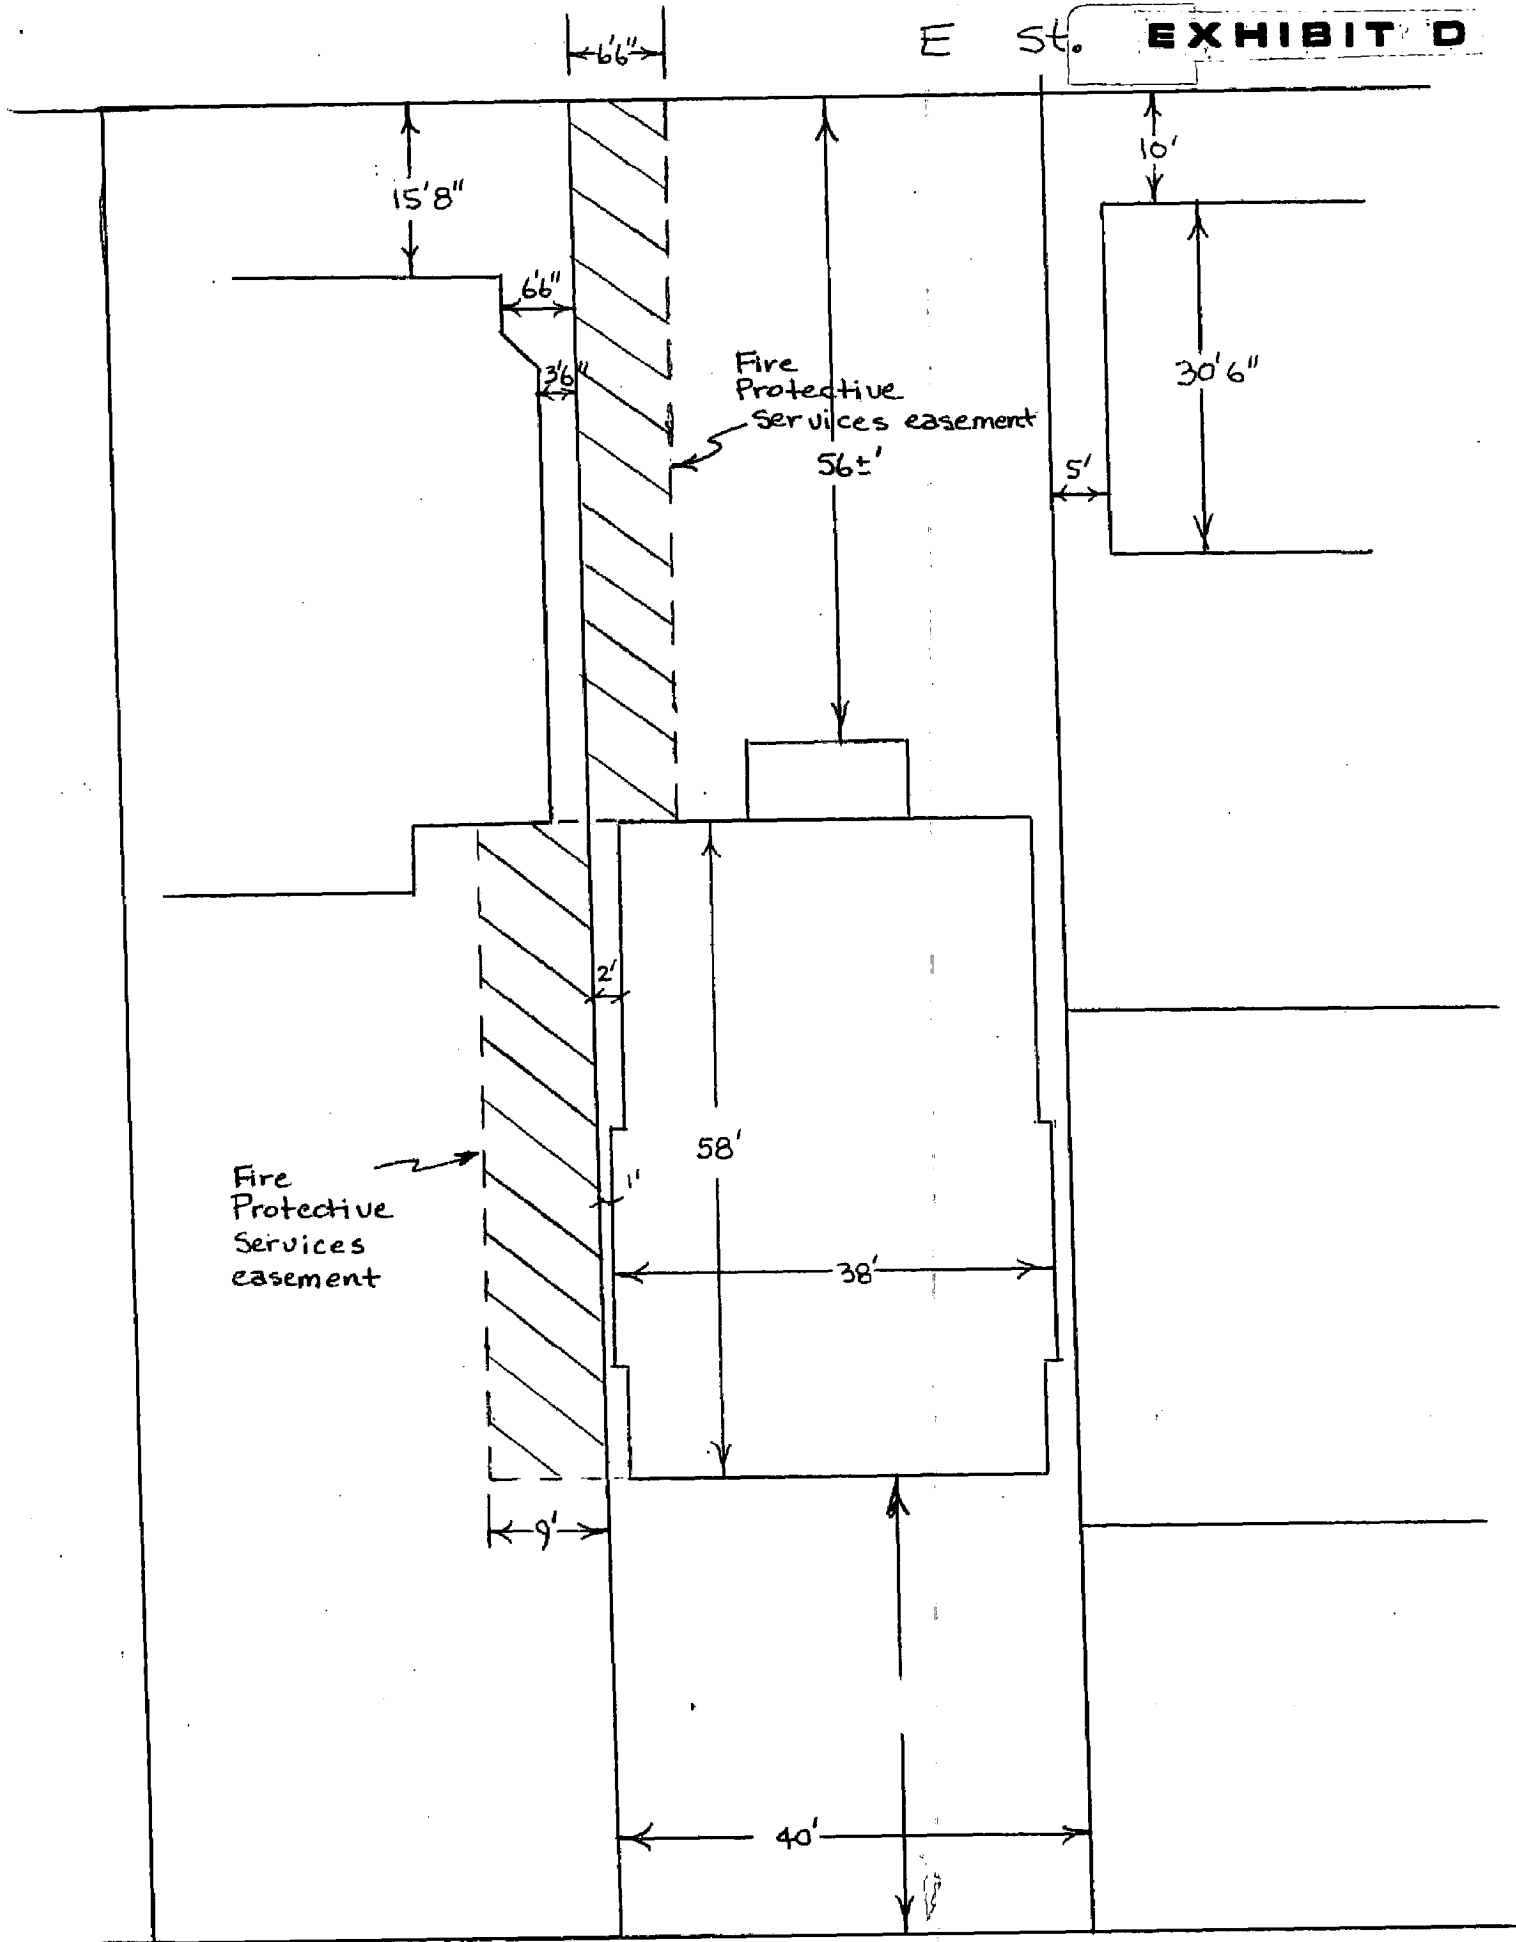 E St.
EXHIBIT D
6'6"
15'8"
10'
6'6"
3'6"
30'6"
Fire
Protective
Services easement
56±'
5'
2'
58'
1'
Fire
Protective
Services
easement
38'
9'
40'